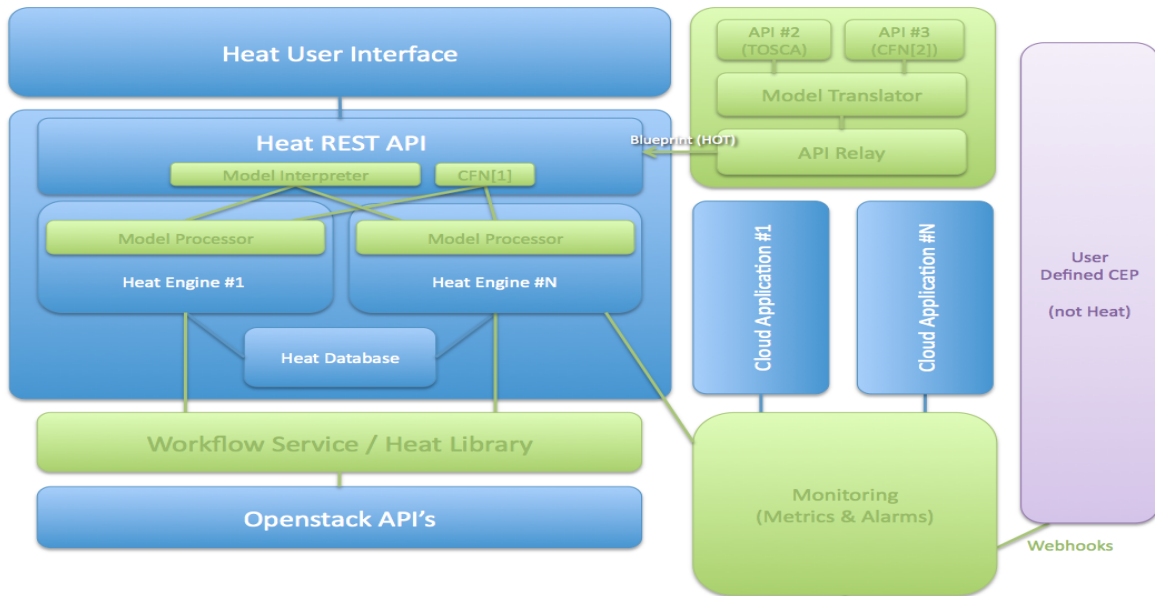 Heat User Interface
API #2
(TOSCA)
API #3
(CFN[2])
Model Translator
API Relay
Blueprint (HOT)
Heat REST API
Model Interpreter
CFN[1]
Model Processor
Model Processor
Heat Engine #1
Heat Engine #N
Heat Database
Cloud Application #1
Cloud Application #N
User
Defined CEP
(not Heat)
Workflow Service / Heat Library
Openstack API's
Monitoring
(Metrics & Alarms)
Webhooks